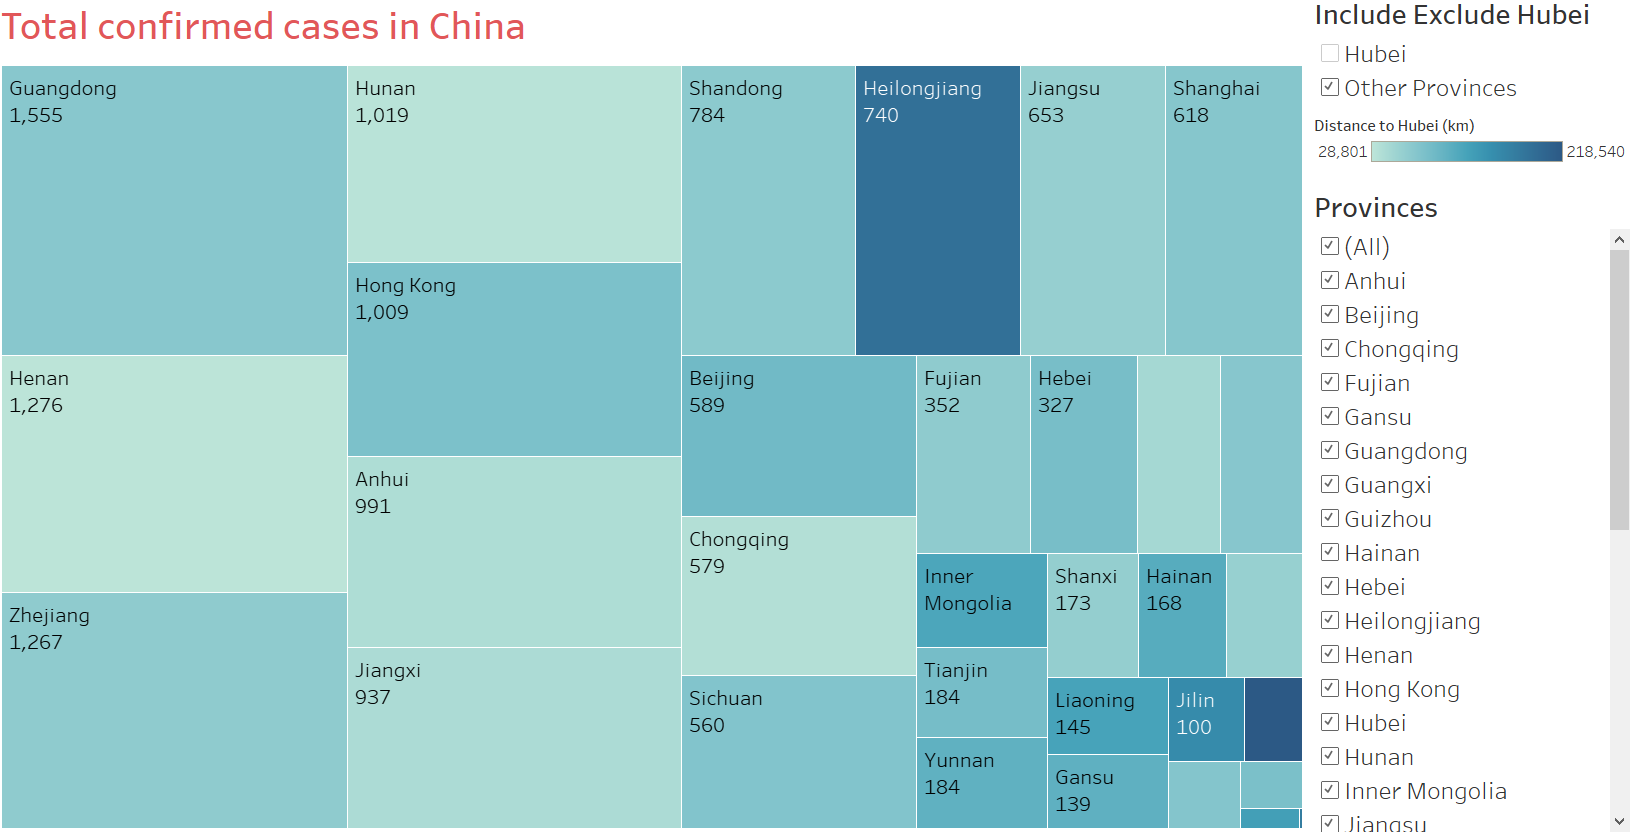 Total confirmed cases in China
Guangdong
1,555
Henan
1,276
Zhejiang
1,267
Hunan
1,019
Hong Kong
1,009
Anhui
991
Jiangxi
937
Shandong
784
Heilongjiang
740
Jiangsu
653
Shanghai
618
Beijing
589
Chongqing
579
Sichuan
560
Fujian
352
Hebei
327
Inner
Mongolia
Tianjin
184
Yunnan
184
Shanxi
173
Hainan
168
Liaoning
145
Gansu
139
Jilin
100
Include Exclude Hubei
Hubei
Other Provinces
Distance to Hubei (km)
28,801
218,540
Provinces
(All)
Anhui
Beijing
Chongqing
Fujian
Gansu
Guangdong
Guangxi
Guizhou
Hainan
Hebei
Heilongjiang
Henan
Hong Kong
Hubei
Hunan
Inner Mongolia
Jiangsu